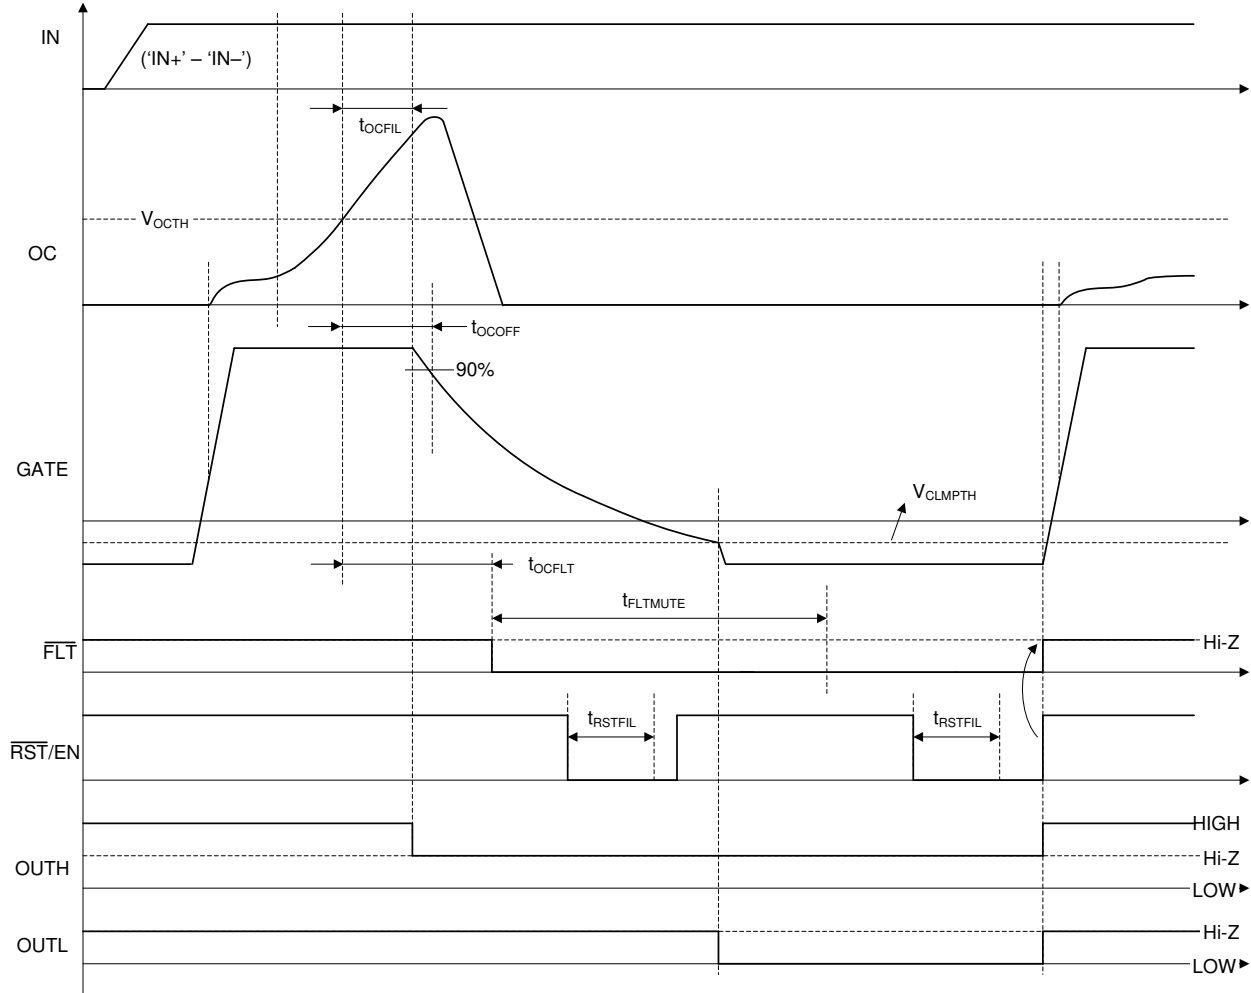 IN
(‘IN+’ – ‘IN–’)
tOCFIL
VOCTH
OC
tOCOFF
90%
GATE
VCLMPTH
tOCFLT
tFLTMUTE
FLT
Hi-Z
tRSTFIL
tRSTFIL
RST/EN
HIGH
Hi-Z
OUTH
LOW
OUTL
Hi-Z
LOW